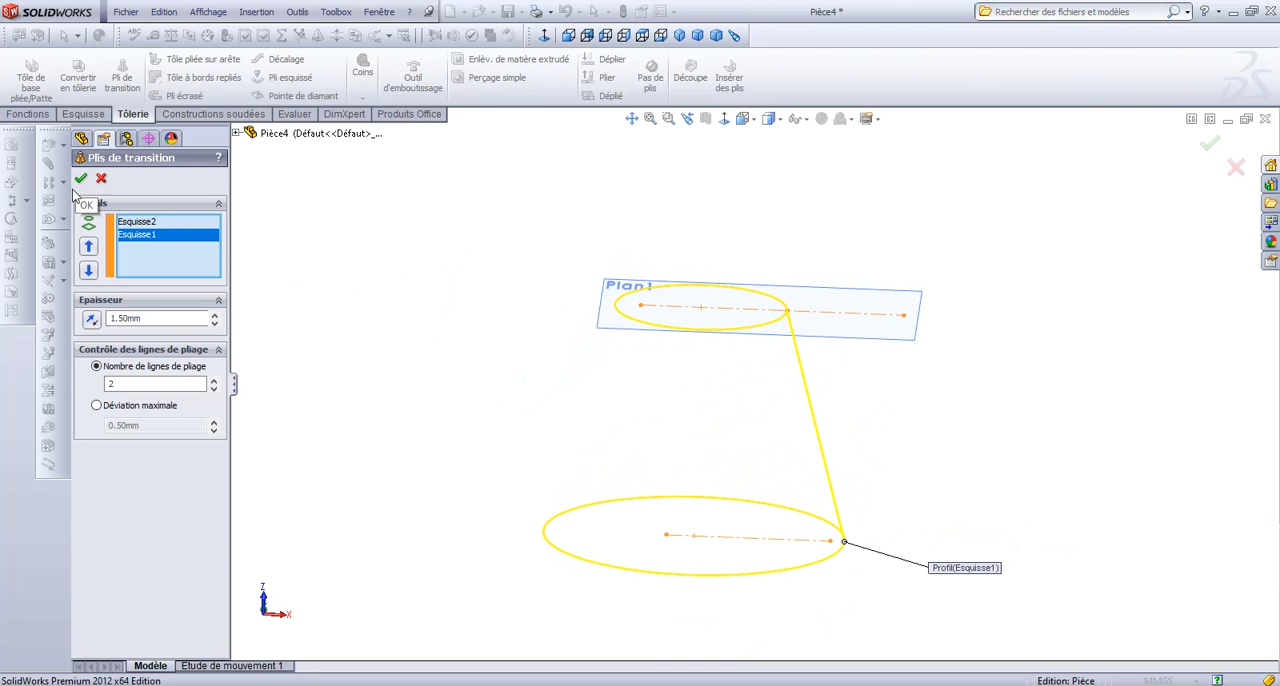 SOLIDWORKS
Fichier Edition Affichage Insertion Outils Toolbox Fenêtre ?
Pièce4 *
Rechercher des fichiers et modèles
Tôle de base pliée/Patte
Convertir en tôlerie
Pli de transition
Tôle pliée sur arête
Tôle à bords repliés
Pli écrasé
Décalage
Pli esquissé
Pointe de diamant
Coins
Outil d'emboutissage
Enlèv. de matière extrudé
Perçage simple
Déplier
Plier
Déplié
Pas de plis
Découpe
Insérer des plis
Fonctions Esquisse Tôlerie Constructions soudées Evaluer DimXpert Produits Office
Pièce4 (Défaut<<Défaut>_...
Plis de transition ?
OK
Esquisse2
Esquisse1
Epaisseur
1.50mm
Contrôle des lignes de pliage
Nombre de lignes de pliage
2
Déviation maximale
0.50mm
Plan1
Profil(Esquisse1)
Z
X
Modèle Etude de mouvement 1
SolidWorks Premium 2012 x64 Edition
Edition: Pièce
MMGS
?